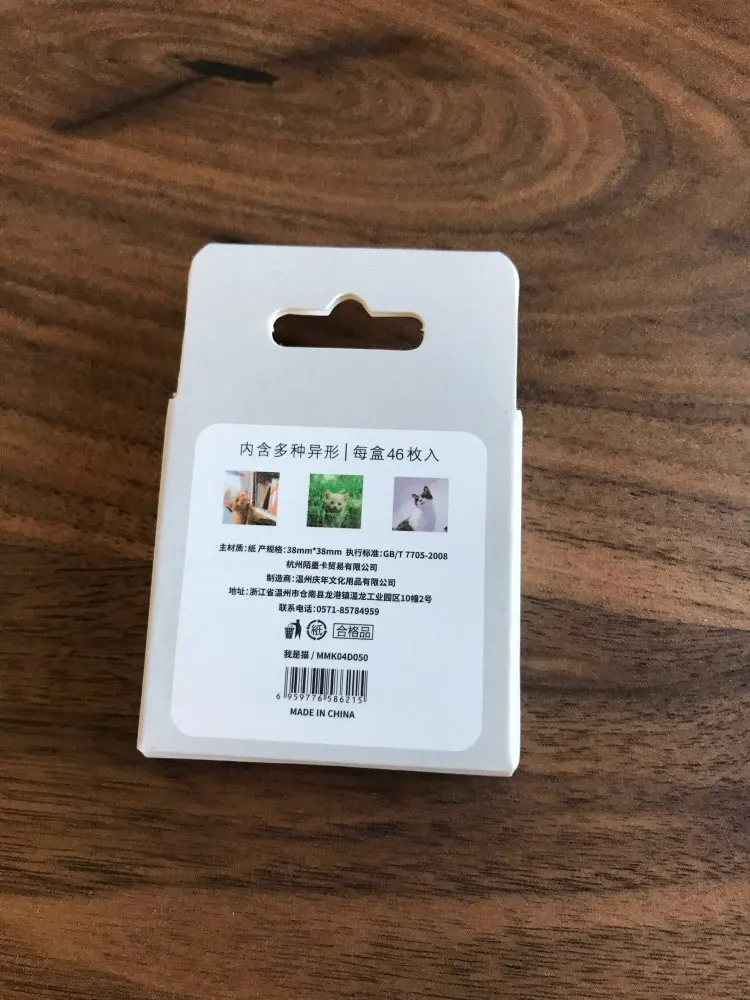 内含多种异形|每盒46枚入
主材质:纸 产规格:38mm*38mm 执行标准:GB/T 7705-2008
杭州陌墨卡贸易有限公司
制造商:温州庆年文化用品有限公司
地址:浙江省温州市仓南县龙港镇温龙工业园区10幢2号
联系电话:0571-85784959
紙 合格品
我是猫/MMK04D050
6 959776 586215
MADE IN CHINA